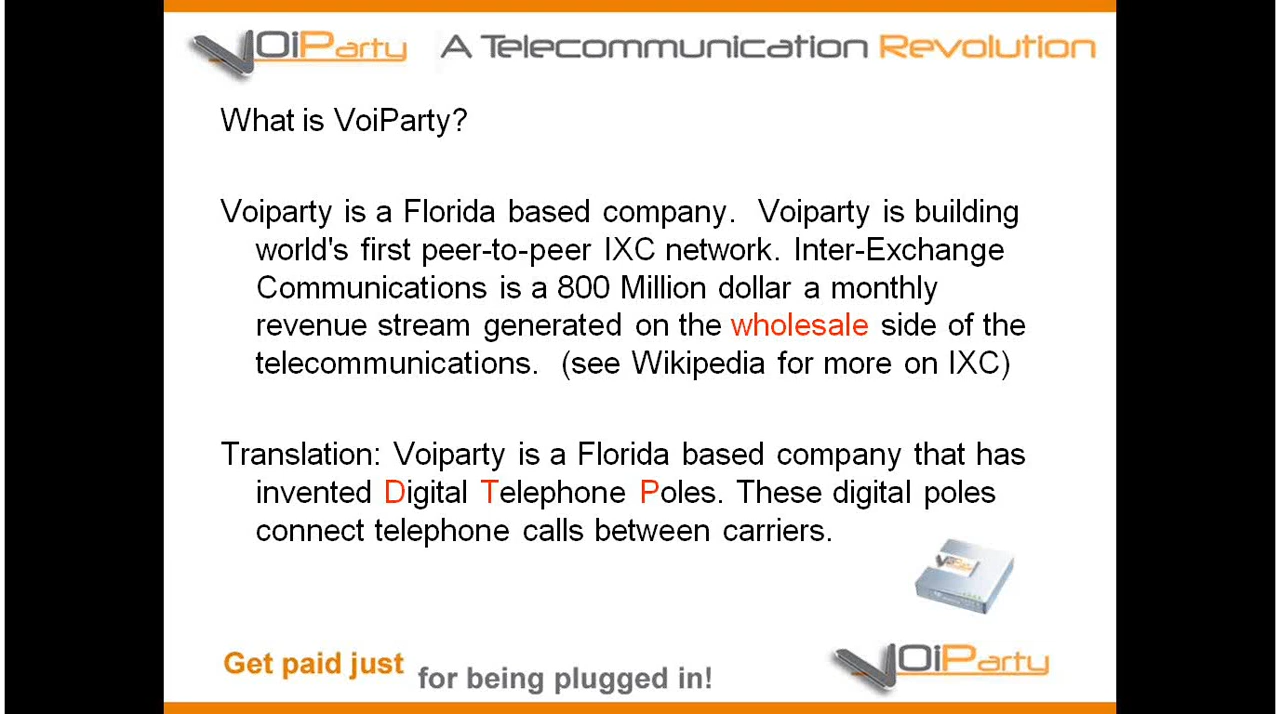 VOiParty A Telecommunication Revolution
What is VoiParty?
Voiparty is a Florida based company. Voiparty is building
world's first peer-to-peer IXC network. Inter-Exchange
Communications is a 800 Million dollar a monthly
revenue stream generated on the wholesale side of the
telecommunications. (see Wikipedia for more on IXC)
Translation: Voiparty is a Florida based company that has
invented Digital Telephone Poles. These digital poles
connect telephone calls between carriers.
Get paid just for being plugged in!
VOiParty